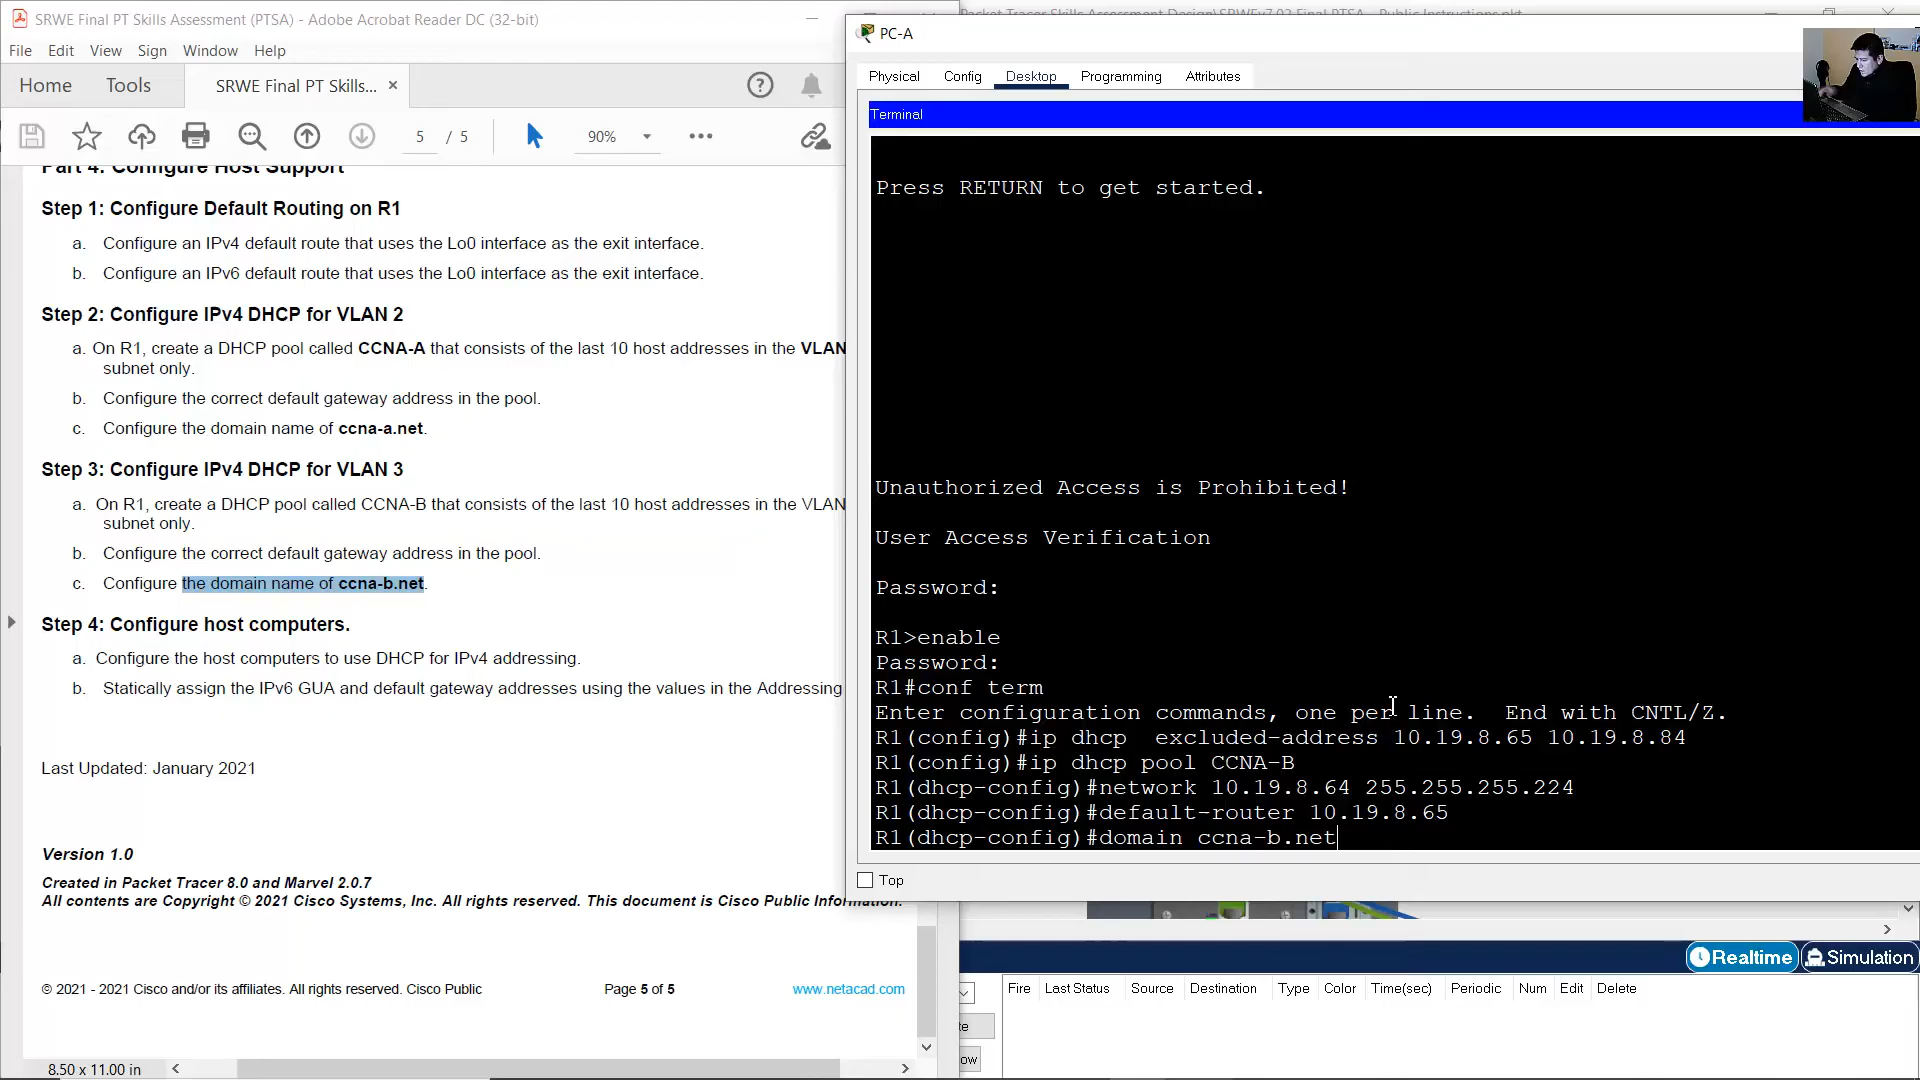 SRWE Final PT Skills Assessment (PTSA) - Adobe Acrobat Reader DC (32-bit)
File Edit View Sign Window Help
Home Tools SRWE Final PT Skills... ×
5 / 5 90%
Part 4: Configure Host Support
Step 1: Configure Default Routing on R1
a. Configure an IPv4 default route that uses the Lo0 interface as the exit interface.
b. Configure an IPv6 default route that uses the Lo0 interface as the exit interface.
Step 2: Configure IPv4 DHCP for VLAN 2
a. On R1, create a DHCP pool called CCNA-A that consists of the last 10 host addresses in the VLAN
subnet only.
b. Configure the correct default gateway address in the pool.
c. Configure the domain name of ccna-a.net.
Step 3: Configure IPv4 DHCP for VLAN 3
a. On R1, create a DHCP pool called CCNA-B that consists of the last 10 host addresses in the VLAN
subnet only.
b. Configure the correct default gateway address in the pool.
c. Configure the domain name of ccna-b.net.
Step 4: Configure host computers.
a. Configure the host computers to use DHCP for IPv4 addressing.
b. Statically assign the IPv6 GUA and default gateway addresses using the values in the Addressing
Last Updated: January 2021
Version 1.0
Created in Packet Tracer 8.0 and Marvel 2.0.7
All contents are Copyright © 2021 Cisco Systems, Inc. All rights reserved. This document is Cisco Public Information.
© 2021 - 2021 Cisco and/or its affiliates. All rights reserved. Cisco Public Page 5 of 5 www.netacad.com
8.50 x 11.00 in
PC-A
Physical Config Desktop Programming Attributes
Terminal
Press RETURN to get started.
Unauthorized Access is Prohibited!
User Access Verification
Password:
R1>enable
Password:
R1#conf term
Enter configuration commands, one per line. End with CNTL/Z.
R1(config)#ip dhcp  excluded-address 10.19.8.65 10.19.8.84
R1(config)#ip dhcp pool CCNA-B
R1(dhcp-config)#network 10.19.8.64 255.255.255.224
R1(dhcp-config)#default-router 10.19.8.65
R1(dhcp-config)#domain ccna-b.net
Top
Realtime Simulation
Fire Last Status Source Destination Type Color Time(sec) Periodic Num Edit Delete